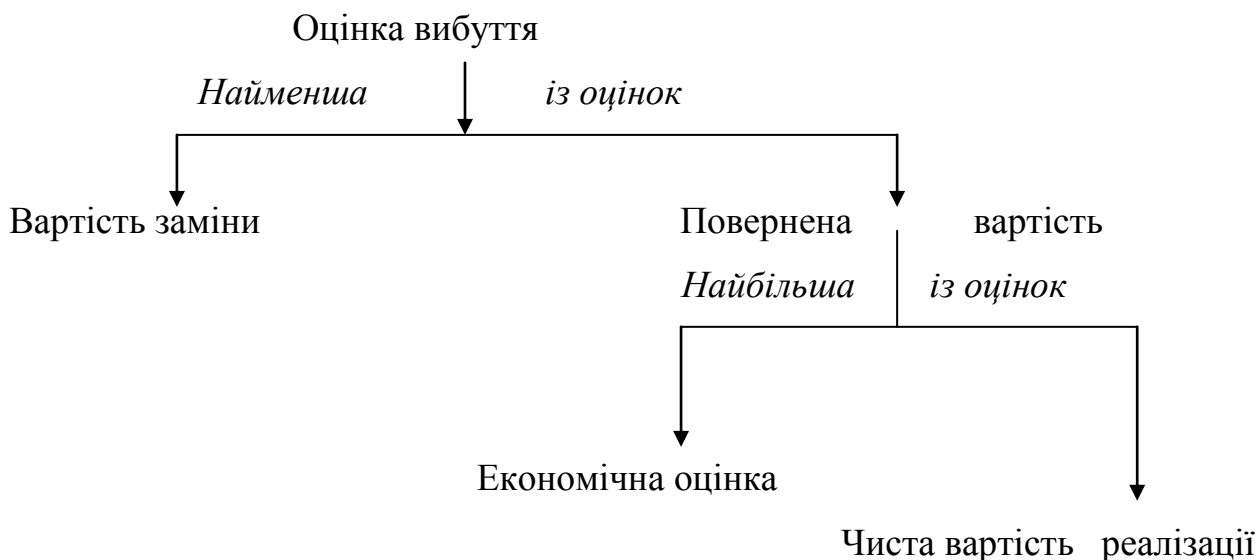 Оцінка вибуття
Найменша із оцінок
Вартість заміни
Повернена вартість
Найбільша із оцінок
Економічна оцінка
Чиста вартість реалізації